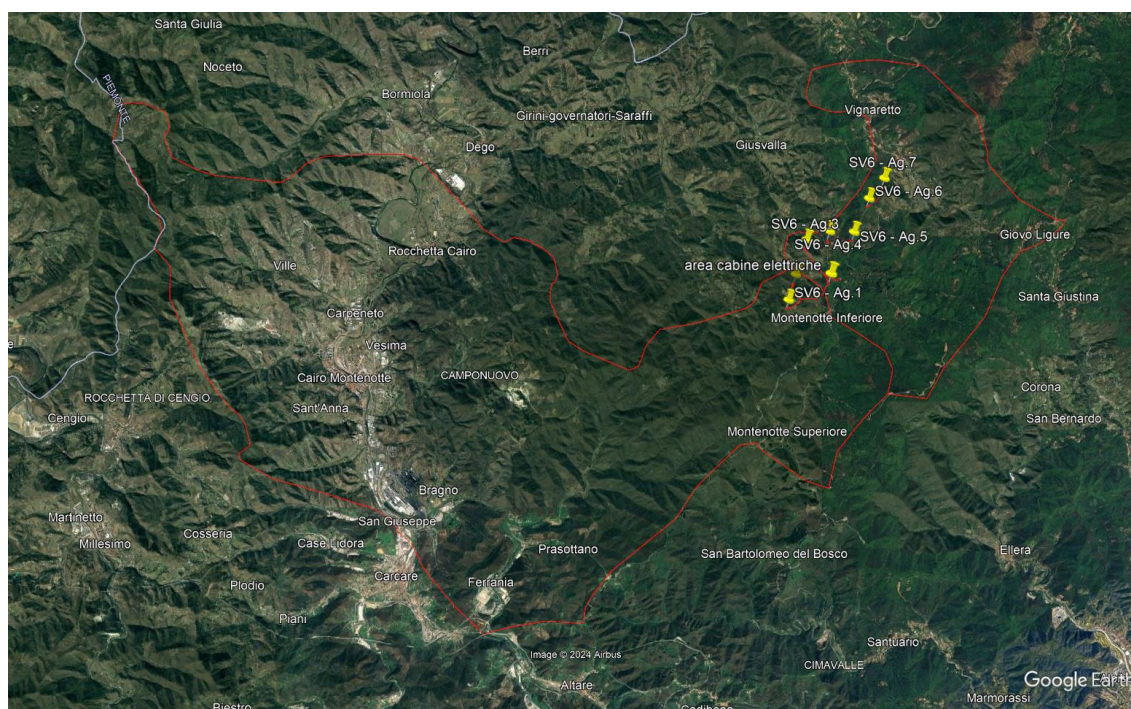 Santa Giulia
Berri
Noceto
PIEMONTE
Bormiola
Girini-governatori-Saraffi
Vignaretto
Dego
Giusvalla
SV6 - Ag.7
SV6 - Ag.6
SV6 - Ag.3
SV6 - Ag.5
SV6 - Ag.4
Giovo Ligure
Rocchetta Cairo
Ville
area cabine elettriche
SV6 - Ag.1
Santa Giustina
Carpeneto
Montenotte Inferiore
Vesima
Cairo Montenotte
CAMPONUOVO
Corona
ROCCHETTA DI CENGIO
Sant'Anna
Cengio
San Bernardo
Montenotte Superiore
Bragno
Martinetto
San Giuseppe
Cosseria
Case Lidora
Millesimo
Prasottano
San Bartolomeo del Bosco
Ellera
Carcare
Ferrania
Plodio
Piani
Santuario
Image © 2024 Airbus
CIMAVALLE
Altare
Google Earth
Marmorassi
Biestro
Cadibona